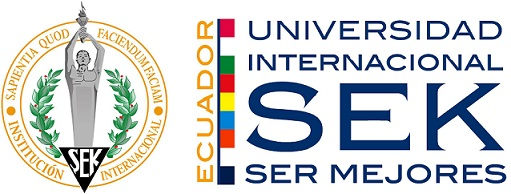 SAPIENTIA QUOD FACIENDUM FACIAM
INSTITUCIÓN INTERNACIONAL
SEK
ECUADOR
UNIVERSIDAD
INTERNACIONAL
SEK
SER MEJORES